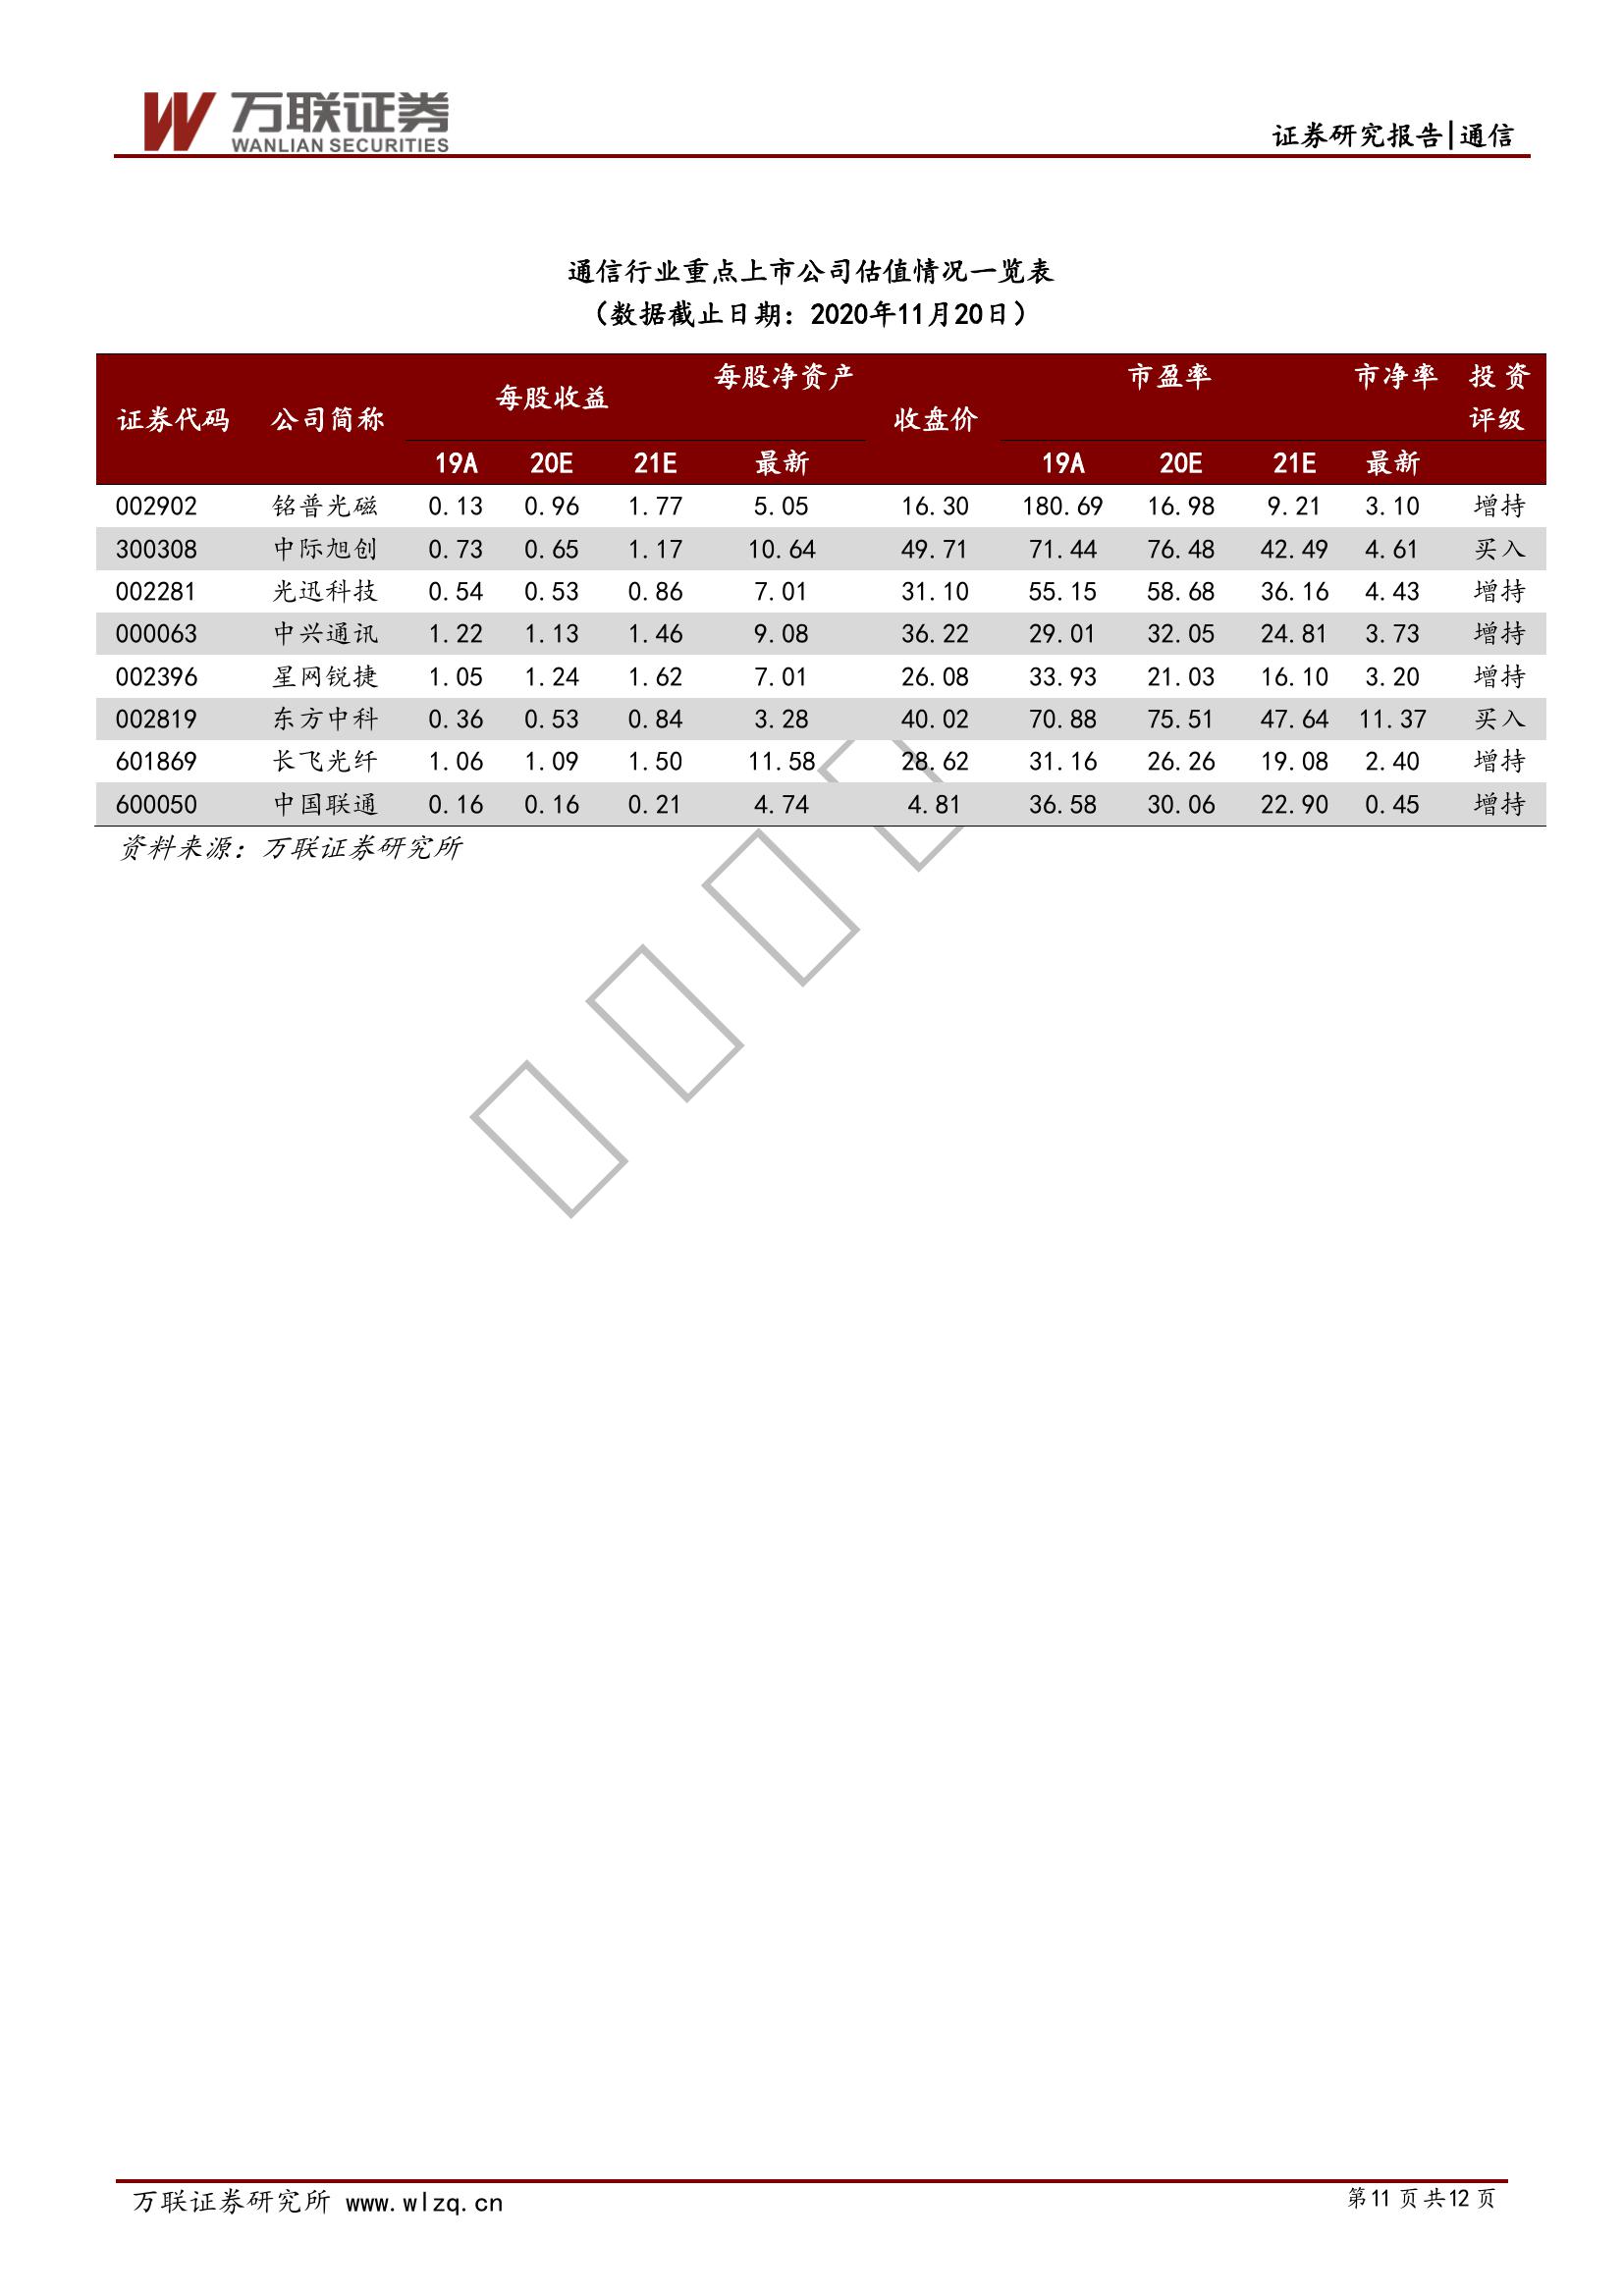 万联证券
WANLIAN SECURITIES
证券研究报告|通信
通信行业重点上市公司估值情况一览表
（数据截止日期：2020年11月20日）
证券代码 公司简称 每股收益 每股净资产 收盘价 市盈率 市净率 投资评级
19A 20E 21E 最新 19A 20E 21E 最新
002902 铭普光磁 0.13 0.96 1.77 5.05 16.30 180.69 16.98 9.21 3.10 增持
300308 中际旭创 0.73 0.65 1.17 10.64 49.71 71.44 76.48 42.49 4.61 买入
002281 光迅科技 0.54 0.53 0.86 7.01 31.10 55.15 58.68 36.16 4.43 增持
000063 中兴通讯 1.22 1.13 1.46 9.08 36.22 29.01 32.05 24.81 3.73 增持
002396 星网锐捷 1.05 1.24 1.62 7.01 26.08 33.93 21.03 16.10 3.20 增持
002819 东方中科 0.36 0.53 0.84 3.28 40.02 70.88 75.51 47.64 11.37 买入
601869 长飞光纤 1.06 1.09 1.50 11.58 28.62 31.16 26.26 19.08 2.40 增持
600050 中国联通 0.16 0.16 0.21 4.74 4.81 36.58 30.06 22.90 0.45 增持
资料来源：万联证券研究所
万联证券研究所 www.wlzq.cn
第11页共12页